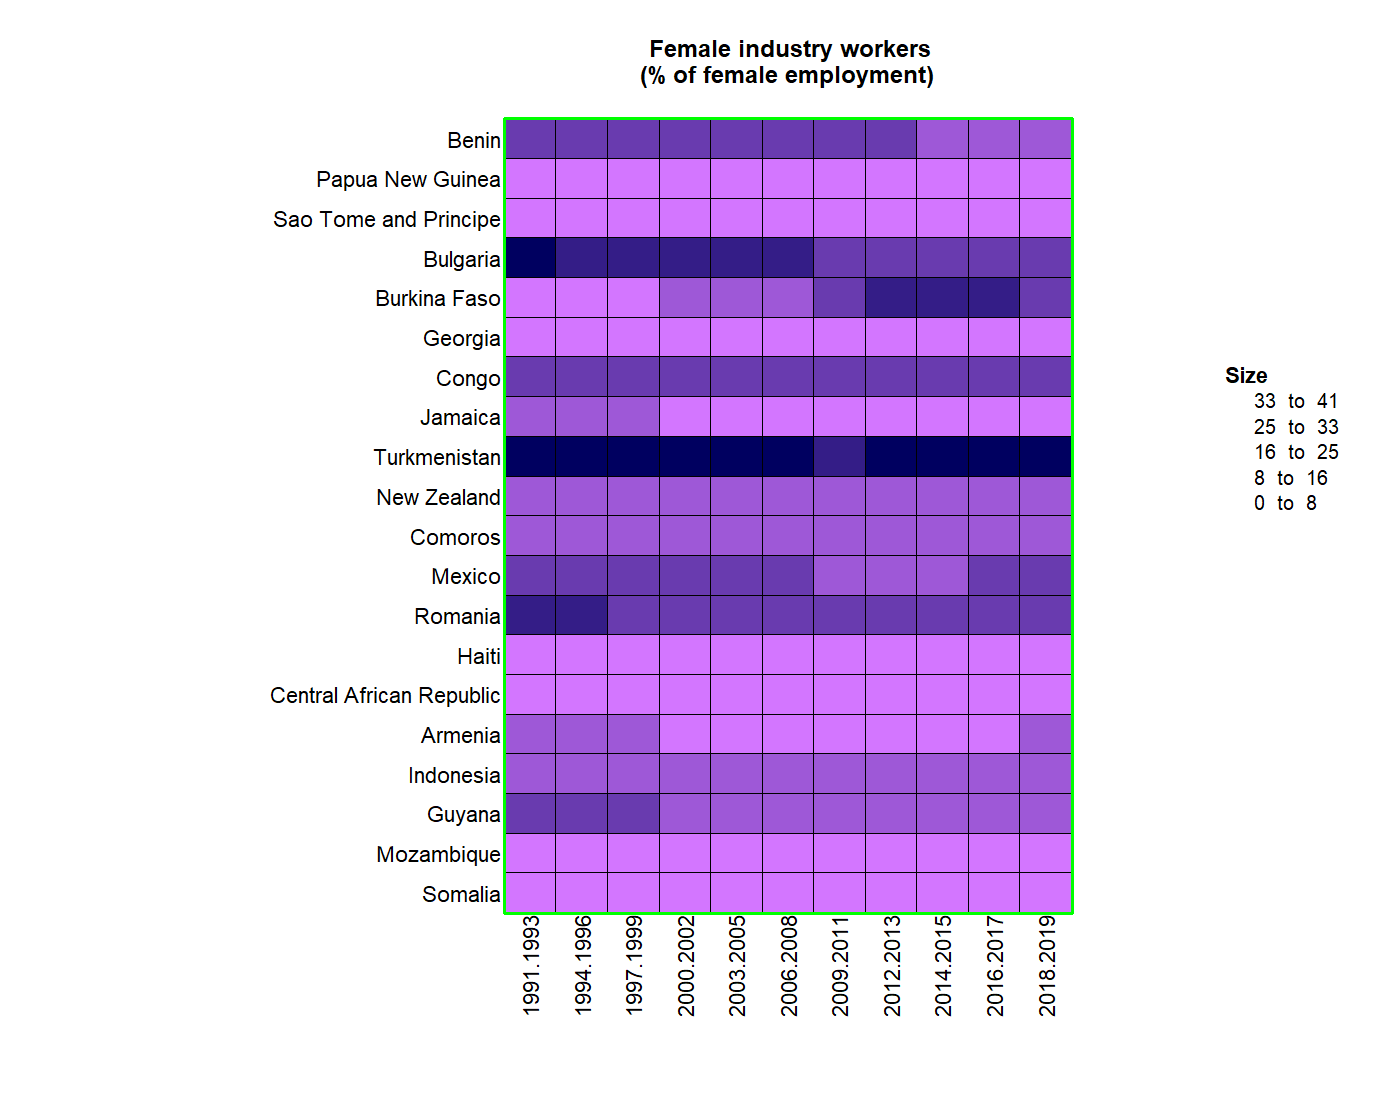 Female industry workers
(% of female employment)
Benin
Papua New Guinea
Sao Tome and Principe
Bulgaria
Burkina Faso
Georgia
Congo
Jamaica
Turkmenistan
New Zealand
Comoros
Mexico
Romania
Haiti
Central African Republic
Armenia
Indonesia
Guyana
Mozambique
Somalia
1991.1993
1994.1996
1997.1999
2000.2002
2003.2005
2006.2008
2009.2011
2012.2013
2014.2015
2016.2017
2018.2019
Size
33 to 41
25 to 33
16 to 25
8 to 16
0 to 8